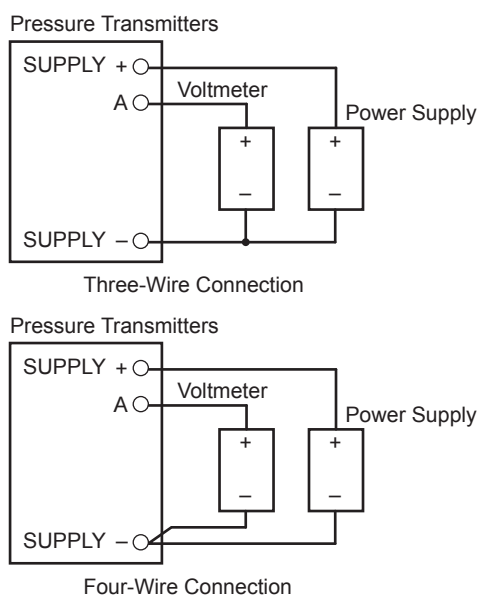 Pressure Transmitters
SUPPLY + 
A
Voltmeter
Power Supply
+ +
– –
SUPPLY –
Three-Wire Connection
Pressure Transmitters
SUPPLY +
A
Voltmeter
Power Supply
+ +
– –
SUPPLY –
Four-Wire Connection